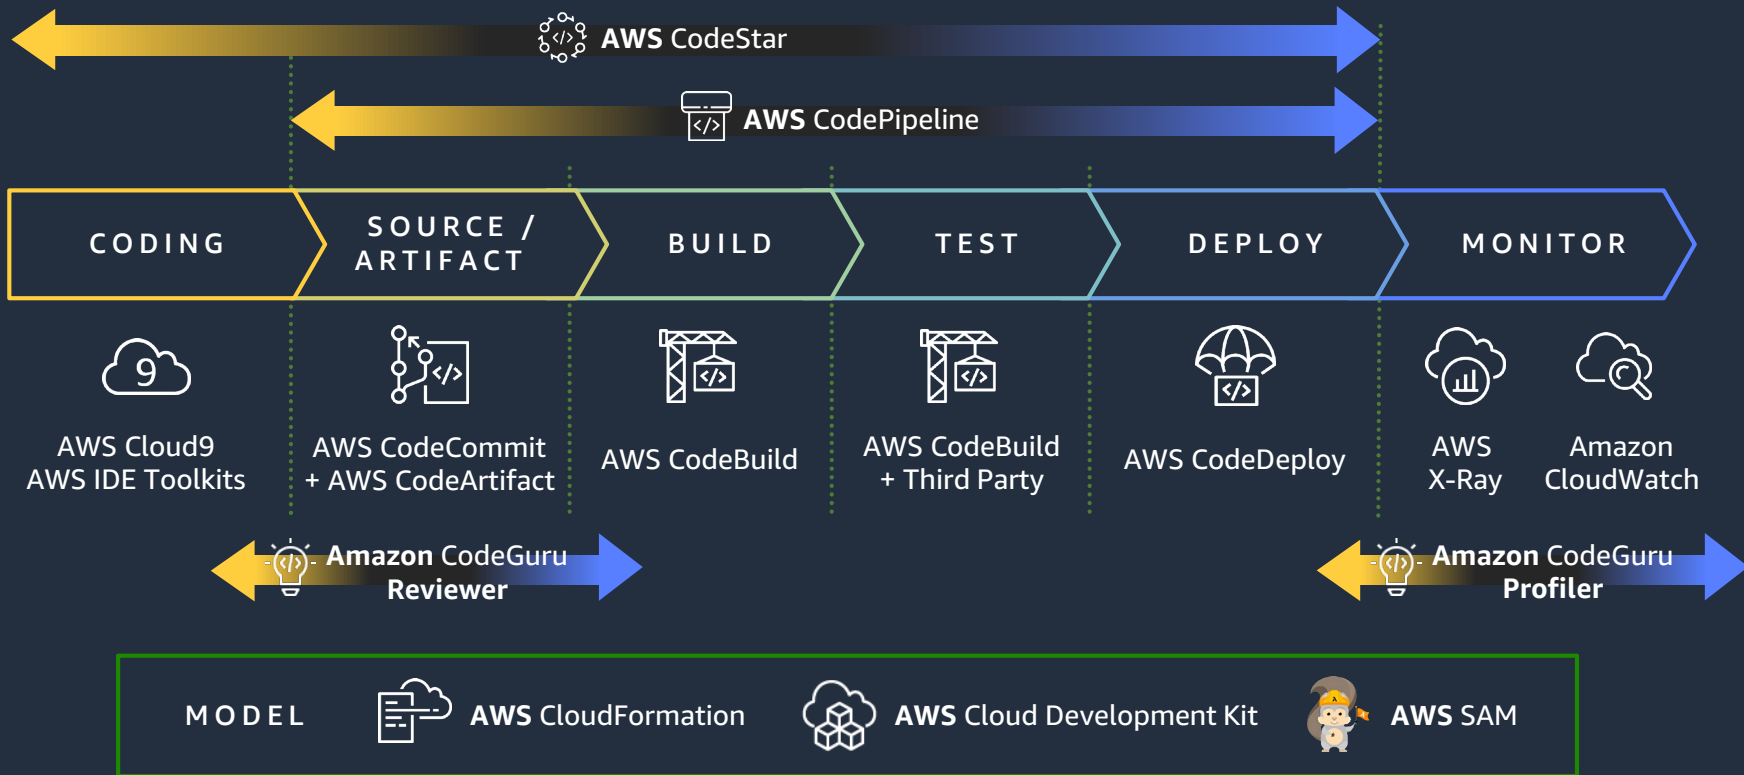 AWS CodeStar
AWS CodePipeline
CODING
SOURCE /
ARTIFACT
BUILD
TEST
DEPLOY
MONITOR
9
</>
AWS Cloud9
AWS IDE Toolkits
AWS CodeCommit
+ AWS CodeArtifact
AWS CodeBuild
AWS CodeBuild
+ Third Party
AWS CodeDeploy
AWS
X-Ray
Amazon
CloudWatch
Amazon CodeGuru
Reviewer
Amazon CodeGuru
Profiler
MODEL
AWS CloudFormation
AWS Cloud Development Kit
AWS SAM